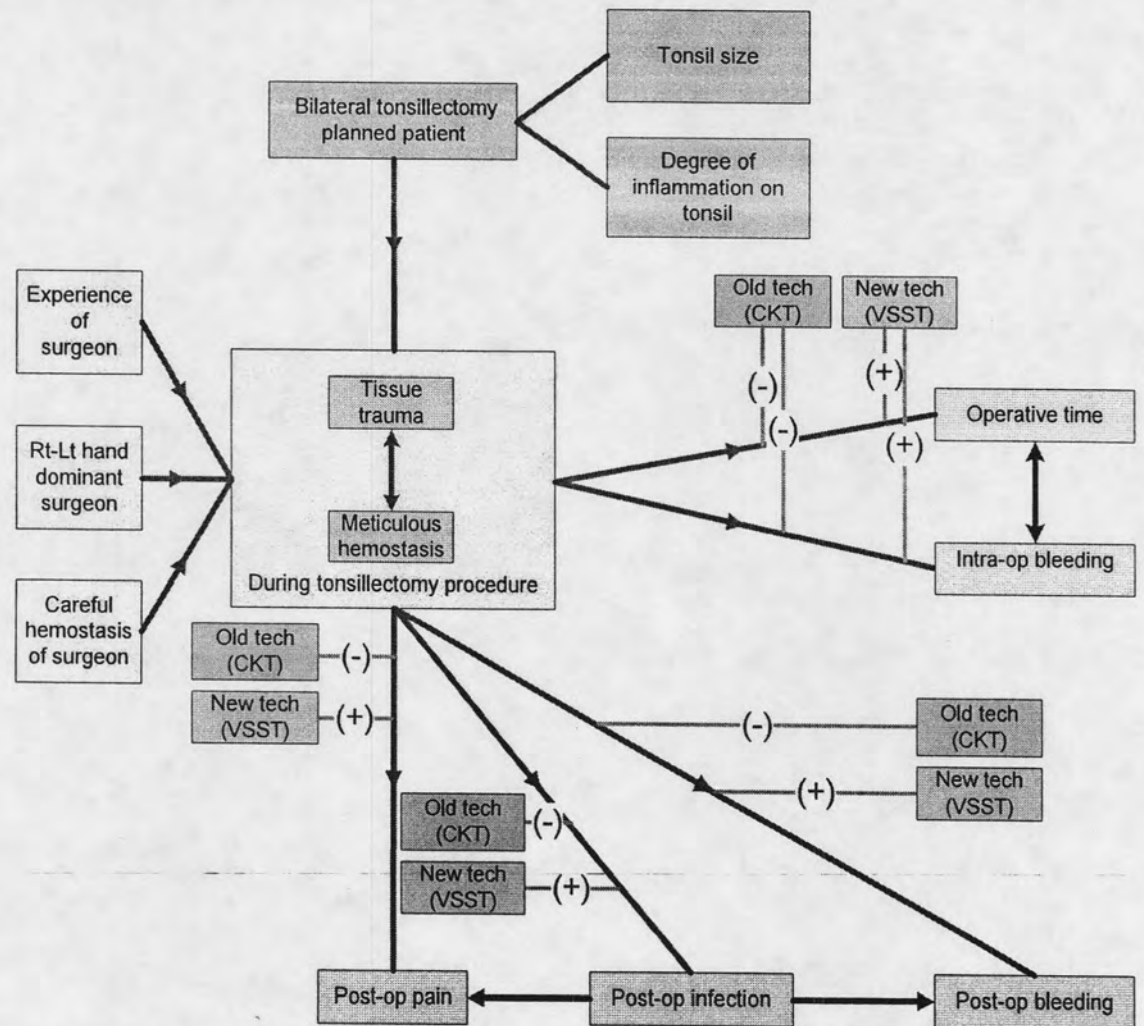 Tonsil size
Bilateral tonsillectomy
planned patient
Degree of
inflammation on
tonsil
Experience
of
surgeon
Rt-Lt hand
dominant
surgeon
Careful
hemostasis
of surgeon
Tissue
trauma
Meticulous
hemostasis
During tonsillectomy procedure
Old tech
(CKT)
New tech
(VSST)
(-)
(-)
(+)
(+)
Operative time
Intra-op bleeding
Old tech
(CKT)
(-)
New tech
(VSST)
(+)
Old tech
(CKT)
(-)
New tech
(VSST)
(+)
(-)
Old tech
(CKT)
(+)
New tech
(VSST)
Post-op pain
Post-op infection
Post-op bleeding